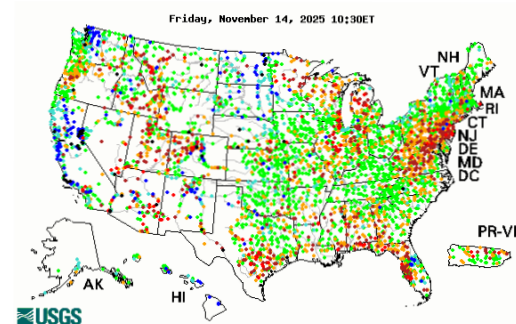 Friday, November 14, 2025 10:30ET
NH
VT
MA
RI
CT
NJ
DE
MD
DC
PR-VI
AK
HI
USGS